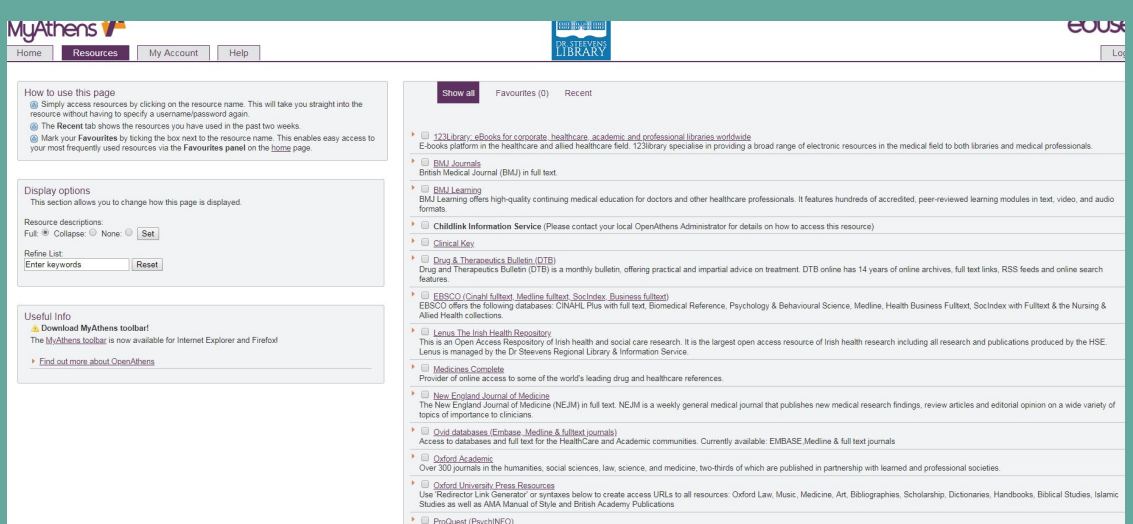 MyAthens
DR. STEEVENS
LIBRARY
Home
Resources
My Account
Help
How to use this page
Simply access resources by clicking on the resource name. This will take you straight into the
resource without having to specify a username/password again.
The Recent tab shows the resources you have used in the past two weeks.
Mark your Favourites by ticking the box next to the resource name. This enables easy access to
your most frequently used resources via the Favourites panel on the home page.
Display options
This section allows you to change how this page is displayed.
Resource descriptions:
Full: Collapse: None: Set
Refine List:
Enter keywords Reset
Useful Info
Download MyAthens toolbar!
The MyAthens toolbar is now available for Internet Explorer and Firefox!
Find out more about OpenAthens
Show all Favourites (0) Recent
123Library: eBooks for corporate, healthcare, academic and professional libraries worldwide
E-books platform in the healthcare and allied healthcare field. 123library specialise in providing a broad range of electronic resources in the medical field to both libraries and medical professionals.
BMJ Journals
British Medical Journal (BMJ) in full text.
BMJ Learning
BMJ Learning offers high-quality continuing medical education for doctors and other healthcare professionals. It features hundreds of accredited, peer-reviewed learning modules in text, video, and audio
formats.
Childlink Information Service (Please contact your local OpenAthens Administrator for details on how to access this resource)
Clinical Key
Drug & Therapeutics Bulletin (DTB)
Drug and Therapeutics Bulletin (DTB) is a monthly bulletin, offering practical and impartial advice on treatment. DTB online has 14 years of online archives, full text links, RSS feeds and online search
features.
EBSCO (Cinahl fulltext, Medline fulltext, SocIndex, Business fulltext)
EBSCO offers the following databases: CINAHL Plus with full text, Biomedical Reference, Psychology & Behavioural Science, Medline, Health Business Fulltext, SocIndex with Fulltext & the Nursing &
Allied Health collections.
Lenus The Irish Health Repository
This is an Open Access Respository of Irish health and social care research. It is the largest open access resource of Irish health research including all research and publications produced by the HSE.
Lenus is managed by the Dr Steevens Regional Library & Information Service.
Medicines Complete
Provider of online access to some of the world's leading drug and healthcare references.
New England Journal of Medicine
The New England Journal of Medicine (NEJM) in full text. NEJM is a weekly general medical journal that publishes new medical research findings, review articles and editorial opinion on a wide variety of
topics of importance to clinicians.
Ovid databases (Embase, Medline & fulltext journals)
Access to databases and full text for the HealthCare and Academic communities. Currently available: EMBASE,Medline & full text journals
Oxford Academic
Over 300 journals in the humanities, social sciences, law, science, and medicine, two-thirds of which are published in partnership with learned and professional societies.
Oxford University Press Resources
Use 'Redirector Link Generator' or syntaxes below to create access URLs to all resources: Oxford Law, Music, Medicine, Art, Bibliographies, Scholarship, Dictionaries, Handbooks, Biblical Studies, Islamic
Studies as well as AMA Manual of Style and British Academy Publications
ProQuest (PsychINFO)